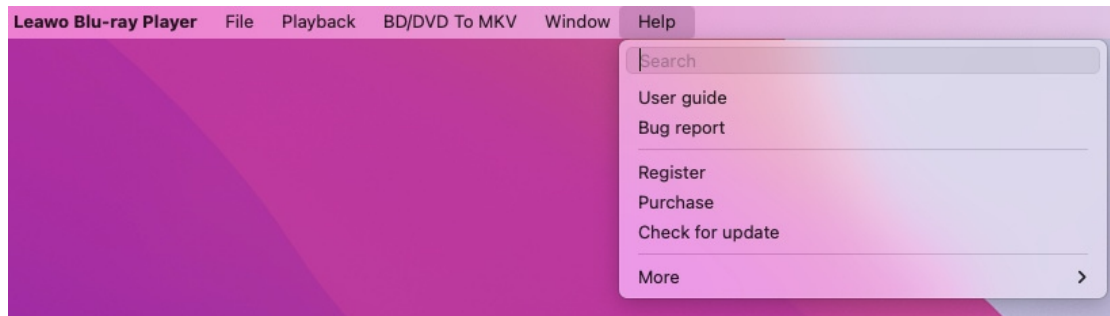 Leawo Blu-ray Player File Playback BD/DVD To MKV Window Help
Search
User guide
Bug report
Register
Purchase
Check for update
More